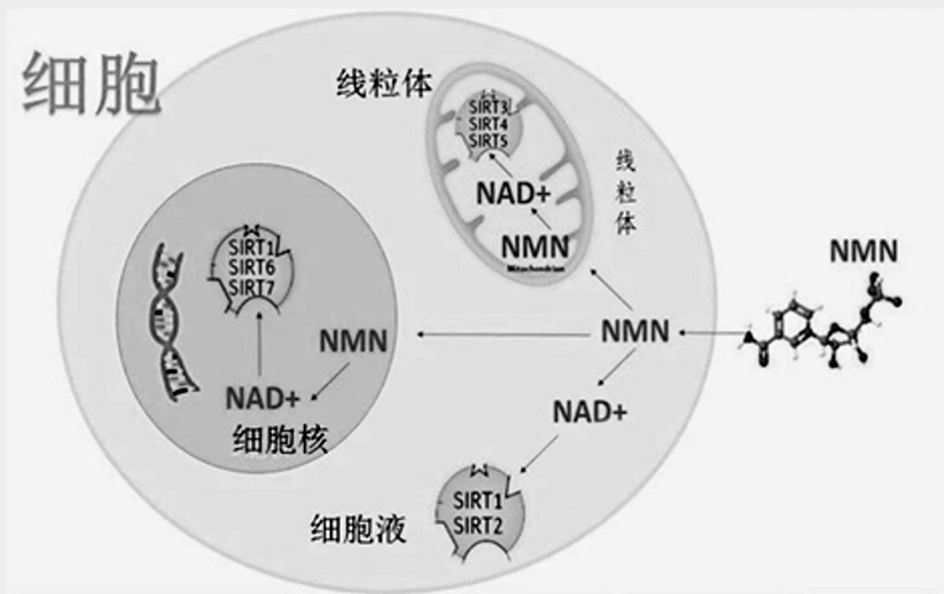 细胞
线粒体
SIRT3
SIRT4
SIRT5
NAD+
NMN
Mitochondrion
线粒体
NMN
SIRT1
SIRT6
SIRT7
NMN
NAD+
细胞核
NMN
NAD+
SIRT1
SIRT2
细胞液